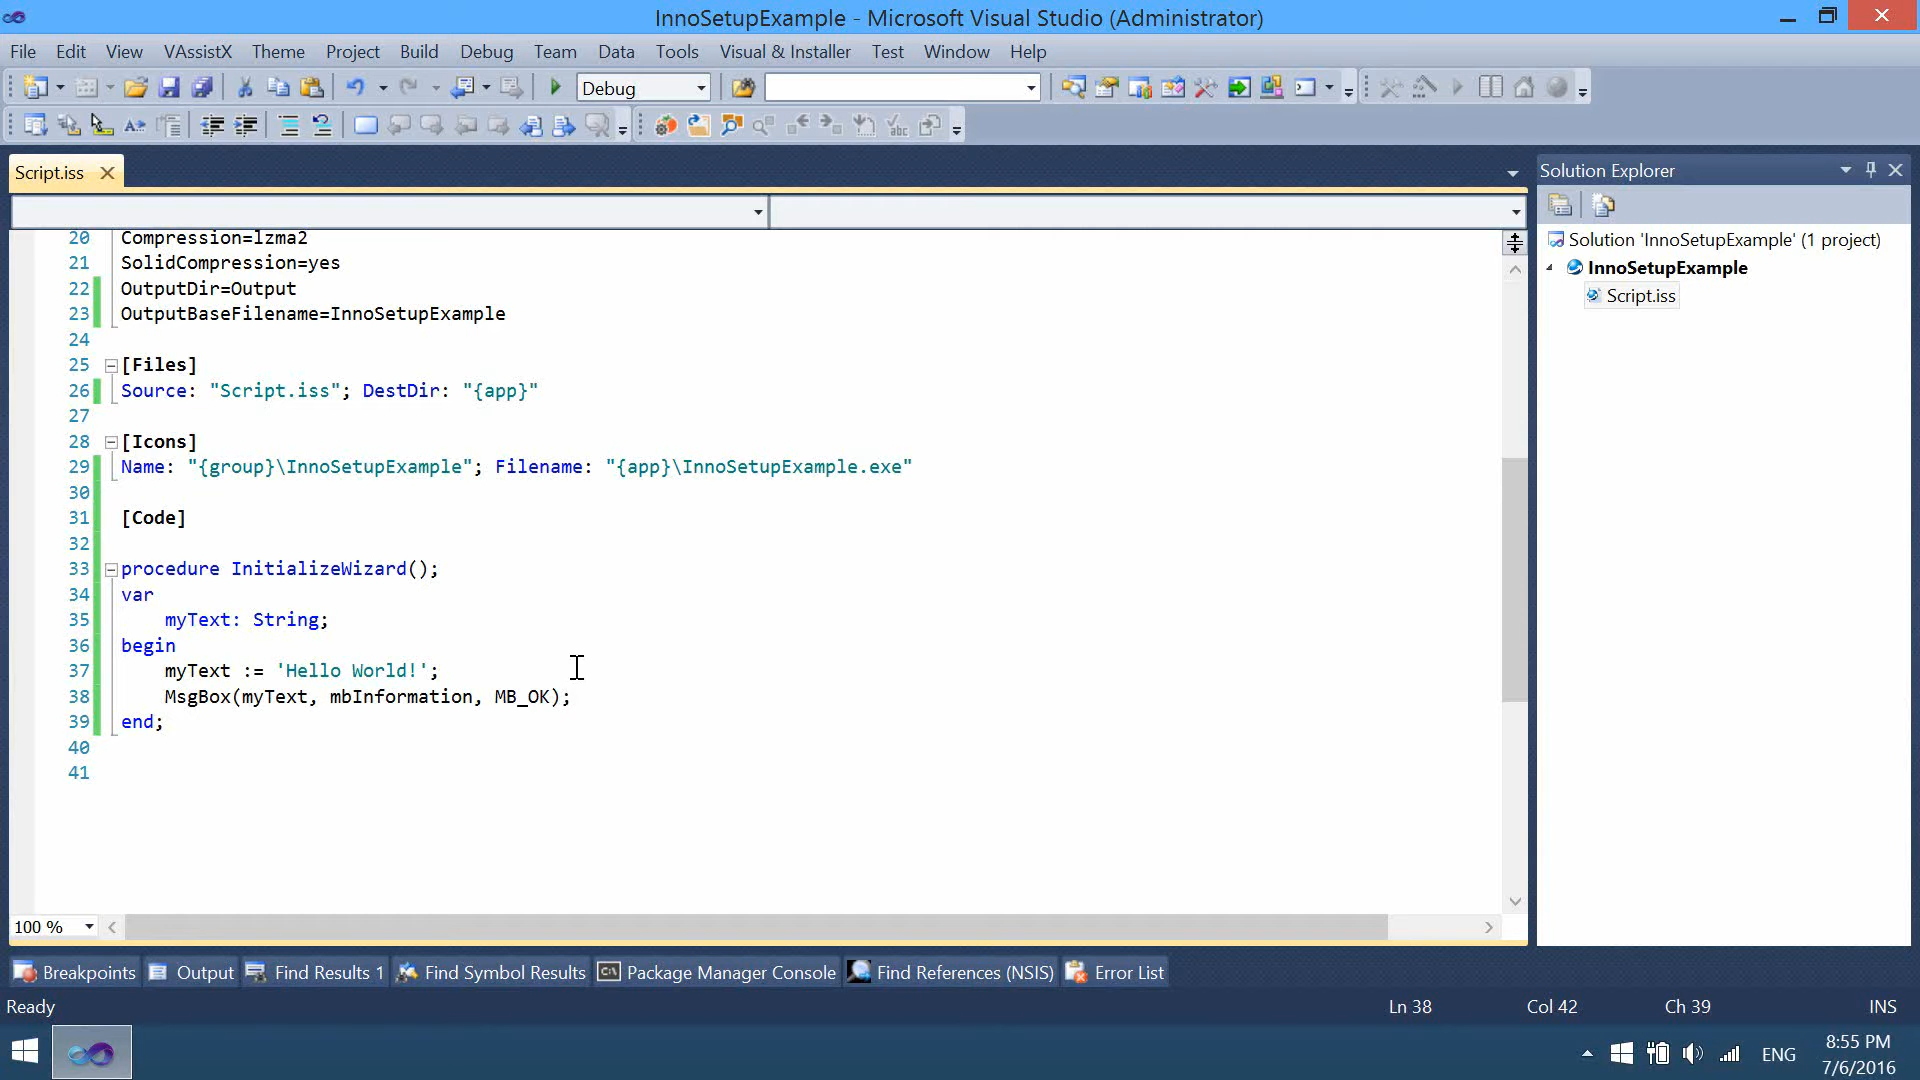 InnoSetupExample - Microsoft Visual Studio (Administrator)
File Edit View VAssistX Theme Project Build Debug Team Data Tools Visual & Installer Test Window Help
Debug
Script.iss
20 Compression=lzma2
21 SolidCompression=yes
22 OutputDir=Output
23 OutputBaseFilename=InnoSetupExample
24
25 [Files]
26 Source: "Script.iss"; DestDir: "{app}"
27
28 [Icons]
29 Name: "{group}\InnoSetupExample"; Filename: "{app}\InnoSetupExample.exe"
30
31 [Code]
32
33 procedure InitializeWizard();
34 var
35 myText: String;
36 begin
37 myText := 'Hello World!';
38 MsgBox(myText, mbInformation, MB_OK);
39 end;
40
41
100 %
Solution Explorer
Solution 'InnoSetupExample' (1 project)
InnoSetupExample
Script.iss
Breakpoints Output Find Results 1 Find Symbol Results Package Manager Console Find References (NSIS) Error List
Ready Ln 38 Col 42 Ch 39 INS
ENG
8:55 PM
7/6/2016